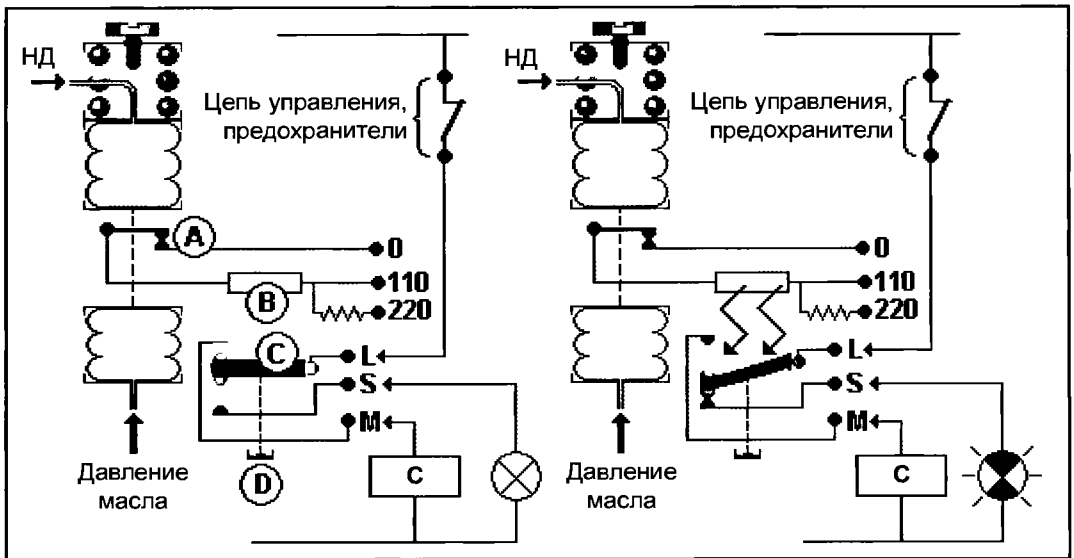 НД
Цепь управления,
предохранители
A
0
110
B
220
C
L
S
M
D
C
Давление
масла
НД
Цепь управления,
предохранители
0
110
220
L
S
M
C
Давление
масла